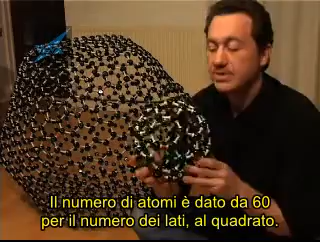 Il numero di atomi è dato da 60
per il numero dei lati, al quadrato.